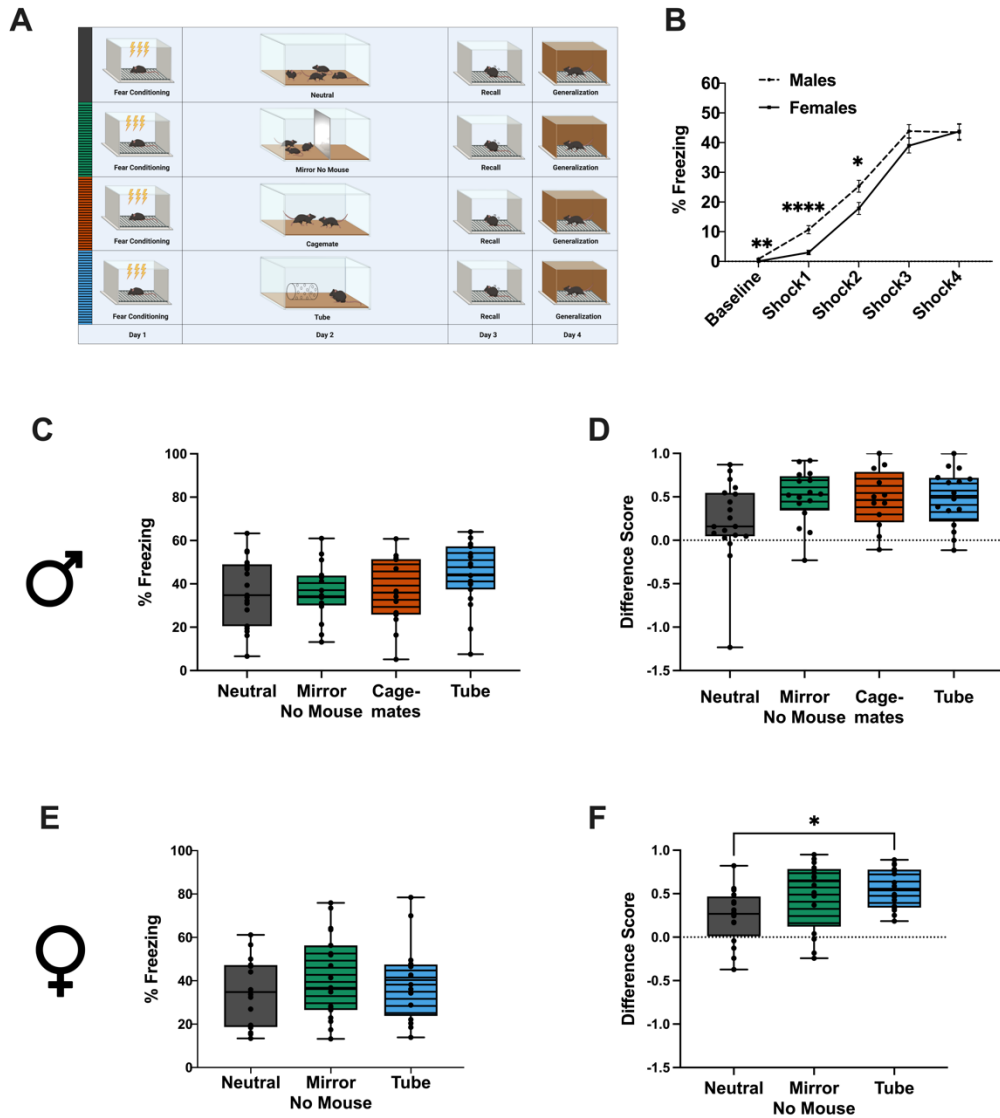 A
Fear Conditioning
Neutral
Recall
Generalization
Fear Conditioning
Mirror No Mouse
Recall
Generalization
Fear Conditioning
Cagemate
Recall
Generalization
Fear Conditioning
Tube
Recall
Generalization
Day 1
Day 2
Day 3
Day 4
B
% Freezing
60
50
40
30
20
10
0
Males
Females
**
****
*
Baseline
Shock1
Shock2
Shock3
Shock4
C
% Freezing
100
80
60
40
20
0
Neutral
Mirror
No Mouse
Cage-
mates
Tube
D
Difference Score
1.0
0.5
0.0
-0.5
-1.0
-1.5
Neutral
Mirror
No Mouse
Cage-
mates
Tube
E
% Freezing
100
80
60
40
20
0
Neutral
Mirror
No Mouse
Tube
F
Difference Score
1.0
0.5
0.0
-0.5
-1.0
-1.5
*
Neutral
Mirror
No Mouse
Tube